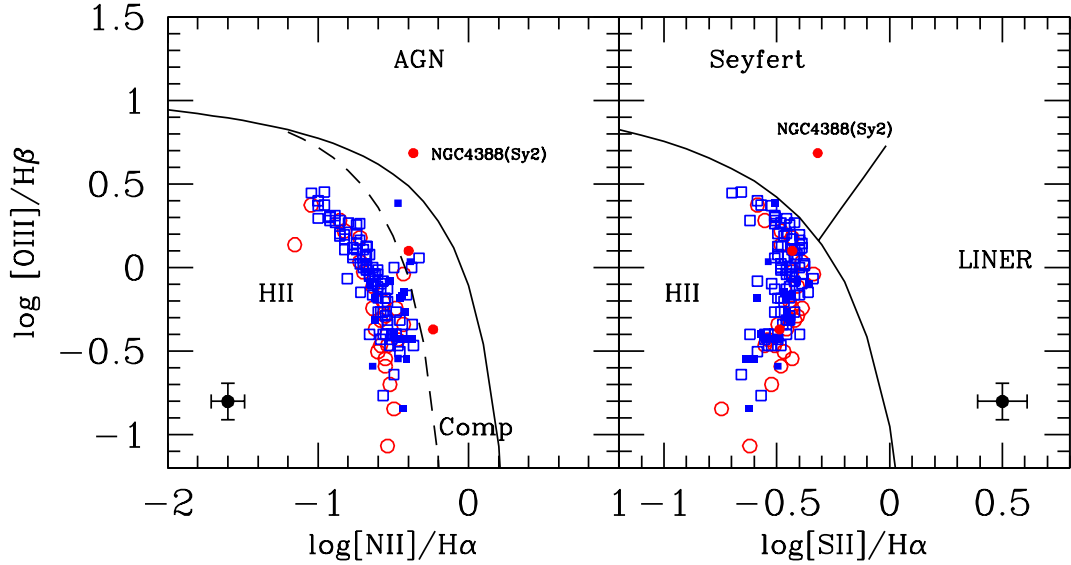 1.5
1
0.5
0
−0.5
−1
log [OIII]/Hβ
AGN
NGC4388(Sy2)
HII
Comp
−2
−1
0
1
log[NII]/Hα
Seyfert
NGC4388(Sy2)
LINER
HII
−1
−0.5
0
0.5
log[SII]/Hα